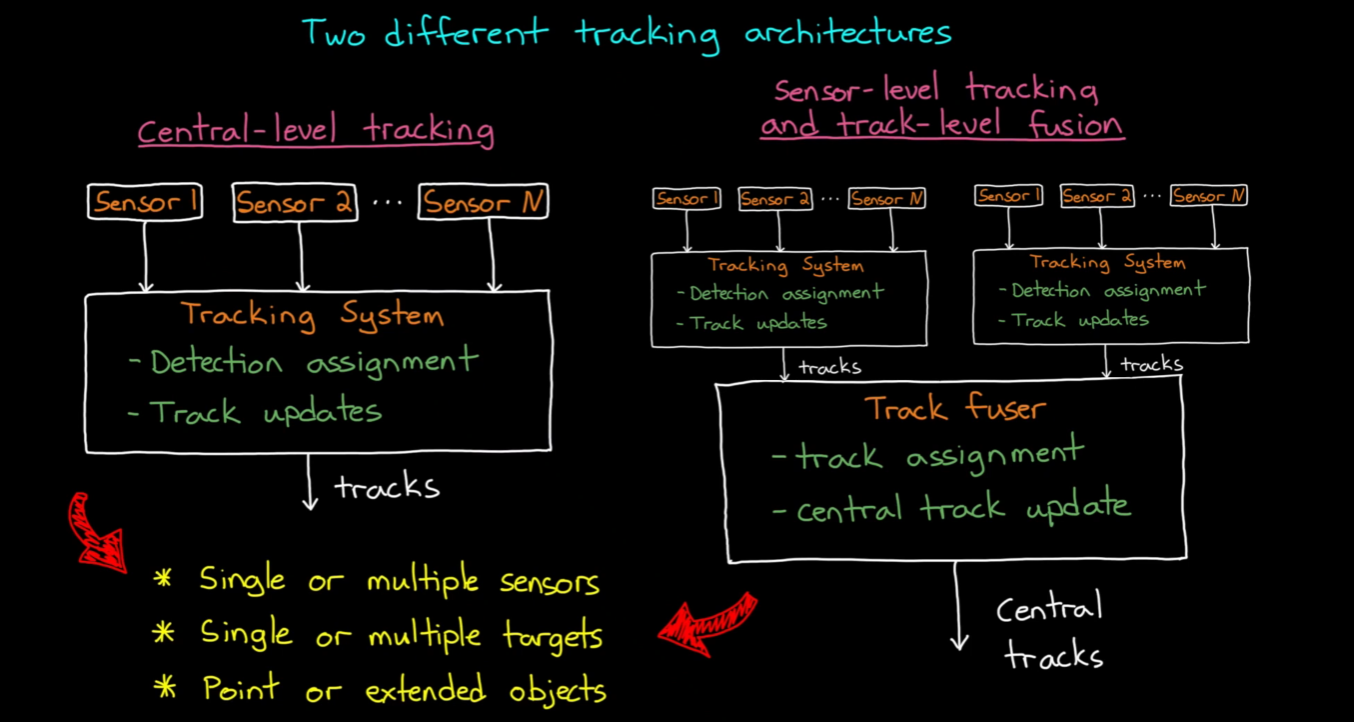 Two different tracking architectures
Central-level tracking
Sensor 1 Sensor 2 ... Sensor N
Tracking System
- Detection assignment
- Track updates
tracks
* Single or multiple sensors
* Single or multiple targets
* Point or extended objects
Sensor-level tracking
and track-level fusion
Sensor 1 Sensor 2 ... Sensor N
Tracking System
- Detection assignment
- Track updates
tracks
Sensor 1 Sensor 2 ... Sensor N
Tracking System
- Detection assignment
- Track updates
tracks
Track fuser
- track assignment
- central track update
Central
tracks